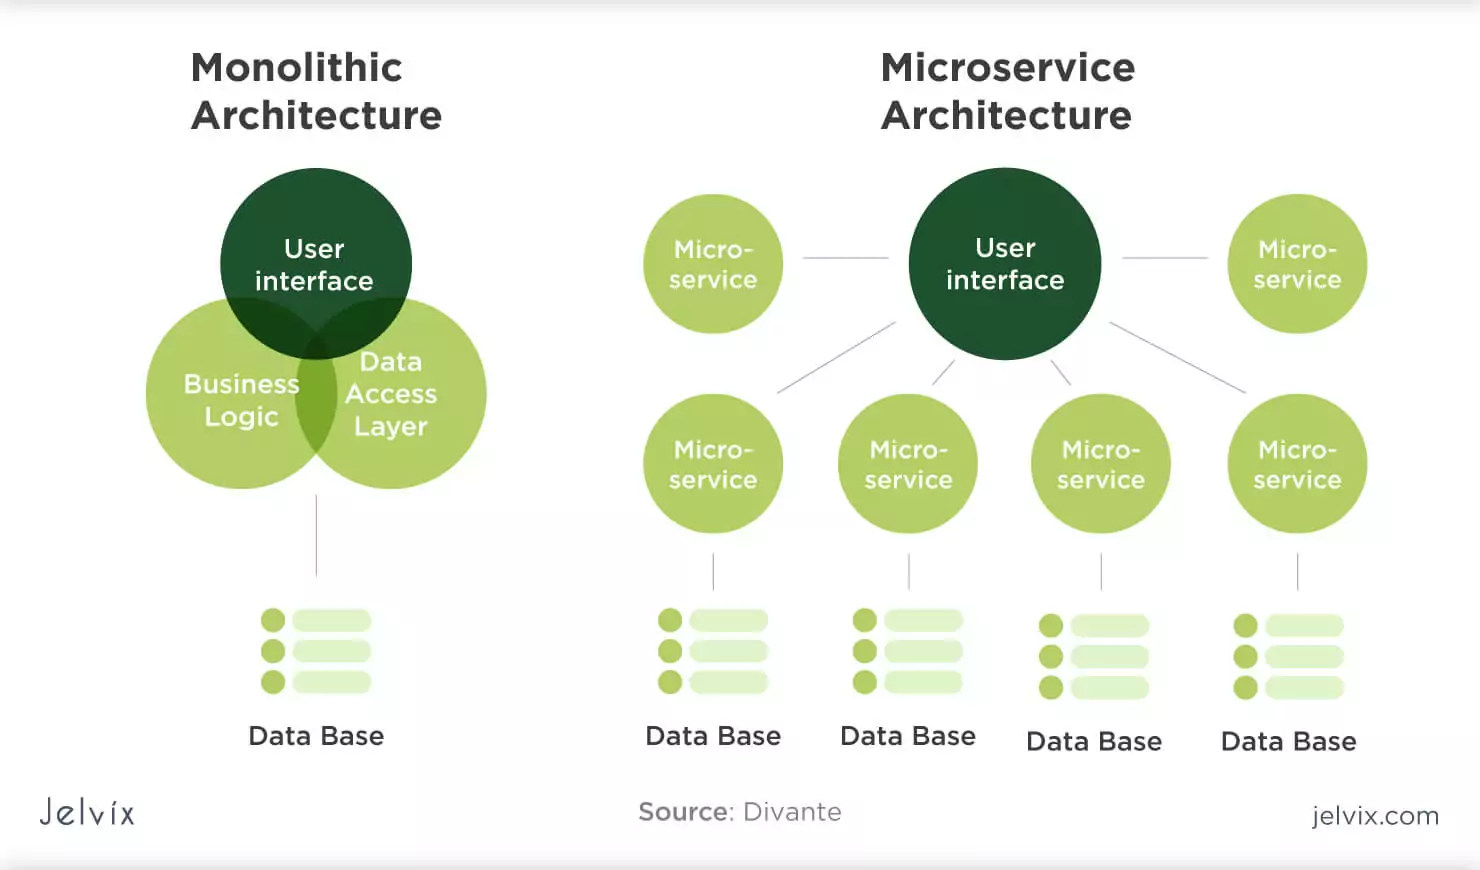 Monolithic
Architecture
User
interface
Business
Logic
Data
Access
Layer
Data Base
Microservice
Architecture
Micro-
service
User
interface
Micro-
service
Micro-
service
Micro-
service
Micro-
service
Micro-
service
Data Base
Data Base
Data Base
Data Base
Jelvix
Source: Divante
jelvix.com